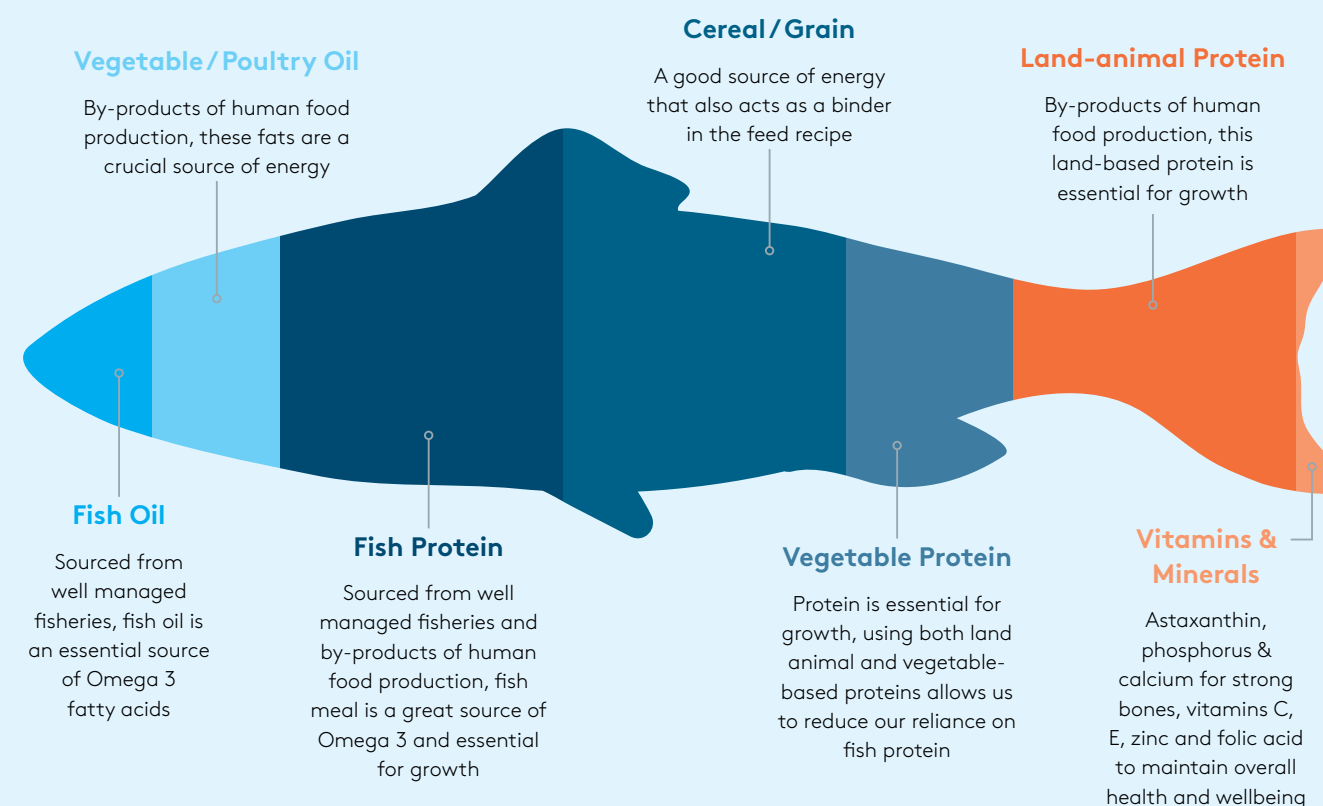 Vegetable/Poultry Oil
By-products of human food
production, these fats are a
crucial source of energy
Cereal/Grain
A good source of energy
that also acts as a binder
in the feed recipe
Land-animal Protein
By-products of human
food production, this
land-based protein is
essential for growth
Fish Oil
Sourced from
well managed
fisheries, fish oil is
an essential source
of Omega 3
fatty acids
Fish Protein
Sourced from well
managed fisheries and
by-products of human
food production, fish
meal is a great source of
Omega 3 and essential
for growth
Vegetable Protein
Protein is essential for
growth, using both land
animal and vegetable-
based proteins allows us
to reduce our reliance on
fish protein
Vitamins &
Minerals
Astaxanthin,
phosphorus &
calcium for strong
bones, vitamins C,
E, zinc and folic acid
to maintain overall
health and wellbeing